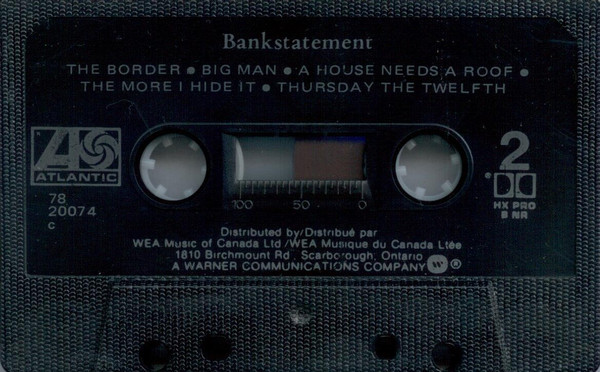 Bankstatement
THE BORDER ● BIG MAN ● A HOUSE NEEDS A ROOF ●
THE MORE I HIDE IT ● THURSDAY THE TWELFTH
ATLANTIC
78
20074
C
2
HX PRO
B NR
100 50 0
Distributed by/Distribué par
WEA Music of Canada Ltd/WEA Musique du Canada Ltée
1810 Birchmount Rd, Scarborough, Ontario
A WARNER COMMUNICATIONS COMPANY W ®